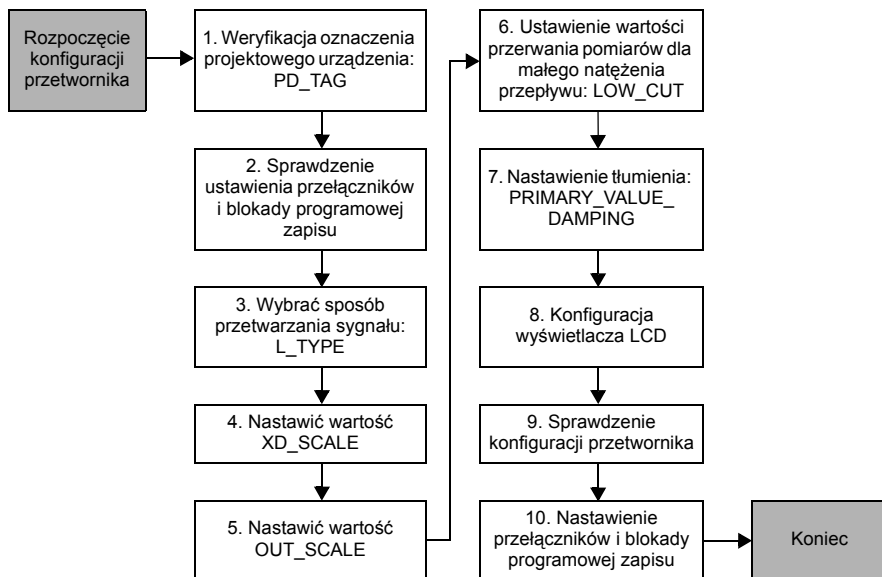 Rozpoczęcie
konfiguracji
przetwornika
1. Weryfikacja oznaczenia
projektowego urządzenia:
PD_TAG
2. Sprawdzenie
ustawienia przełączników
i blokady programowej
zapisu
3. Wybrać sposób
przetwarzania sygnału:
L_TYPE
4. Nastawić wartość
XD_SCALE
5. Nastawić wartość
OUT_SCALE
6. Ustawienie wartości
przerwania pomiarów dla
małego natężenia
przepływu: LOW_CUT
7. Nastawienie tłumienia:
PRIMARY_VALUE_
DAMPING
8. Konfiguracja
wyświetlacza LCD
9. Sprawdzenie
konfiguracji przetwornika
10. Nastawienie
przełączników i blokady
programowej zapisu
Koniec